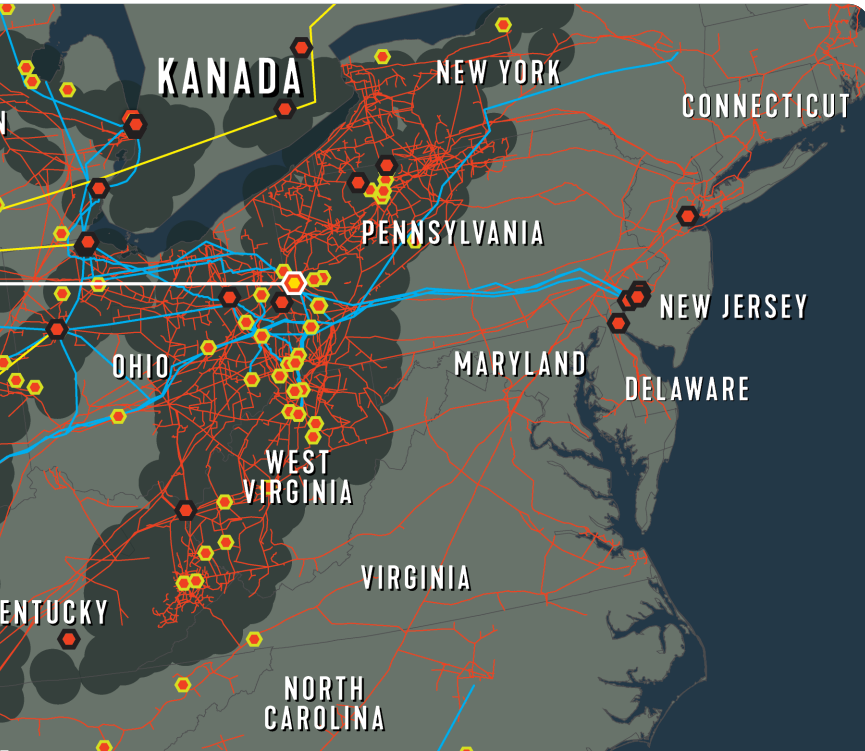 KANADA
NEW YORK
CONNECTICUT
N
PENNSYLVANIA
NEW JERSEY
OHIO
MARYLAND
DELAWARE
WEST
VIRGINIA
VIRGINIA
ENTUCKY
NORTH
CAROLINA